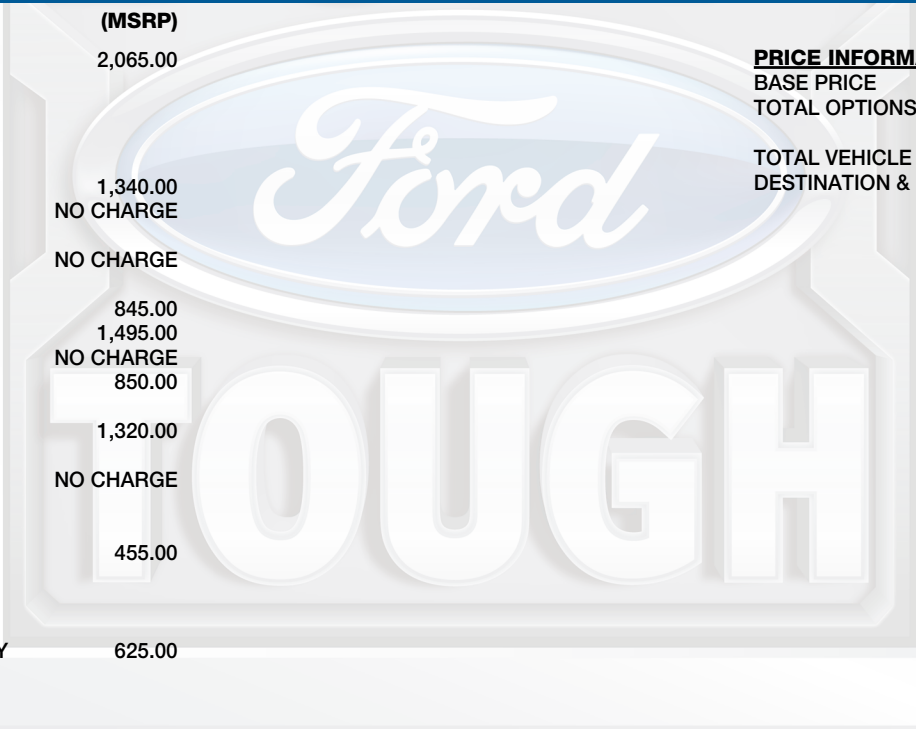 (MSRP)
2,065.00
1,340.00
NO CHARGE
NO CHARGE
845.00
1,495.00
NO CHARGE
850.00
1,320.00
NO CHARGE
455.00
Y 625.00
PRICE INFORMA
BASE PRICE
TOTAL OPTIONS
TOTAL VEHICLE
DESTINATION &
Ford
TOUGH